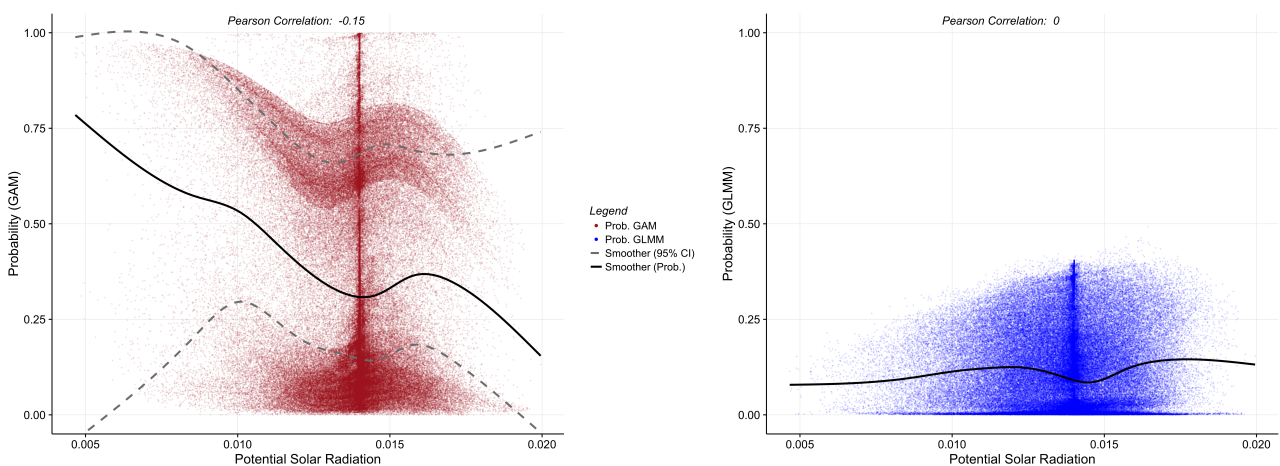 Pearson Correlation: -0.15
1.00
0.75
0.50
0.25
0.00
Probability (GAM)
0.005 0.010 0.015 0.020
Potential Solar Radiation
Legend
Prob. GAM
Prob. GLMM
Smoother (95% CI)
Smoother (Prob.)
Pearson Correlation: 0
1.00
0.75
0.50
0.25
0.00
Probability (GLMM)
0.005 0.010 0.015 0.020
Potential Solar Radiation